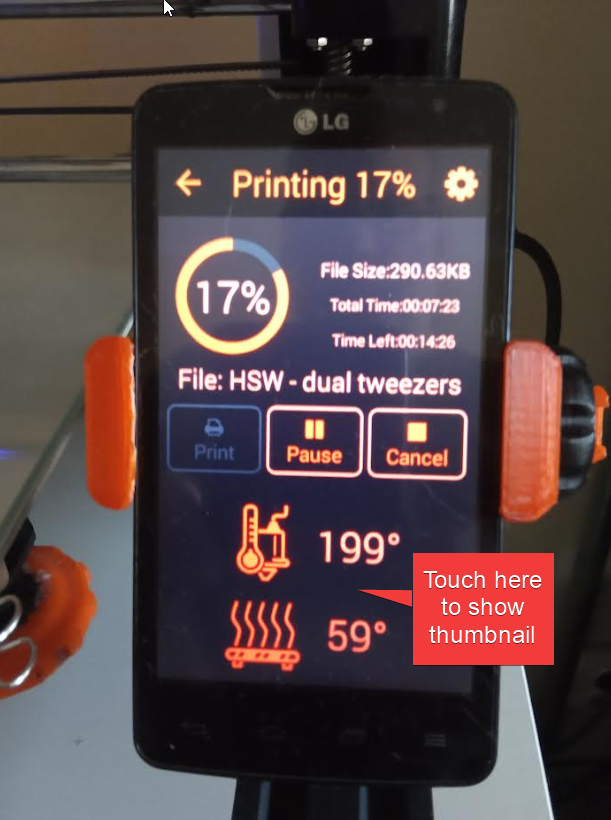 LG
Printing 17%
17%
File Size:290.63KB
Total Time:00:07:23
Time Left:00:14:26
File: HSW - dual tweezers
Print
Pause
Cancel
199°
59°
Touch here
to show
thumbnail